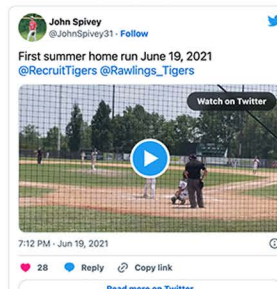 John Spivey
@JohnSpivey31 · Follow
First summer home run June 19, 2021
@RecruitTigers @Rawlings_Tigers
Watch on Twitter
7:12 PM · Jun 19, 2021
28 Reply Copy link
Read more on Twitter